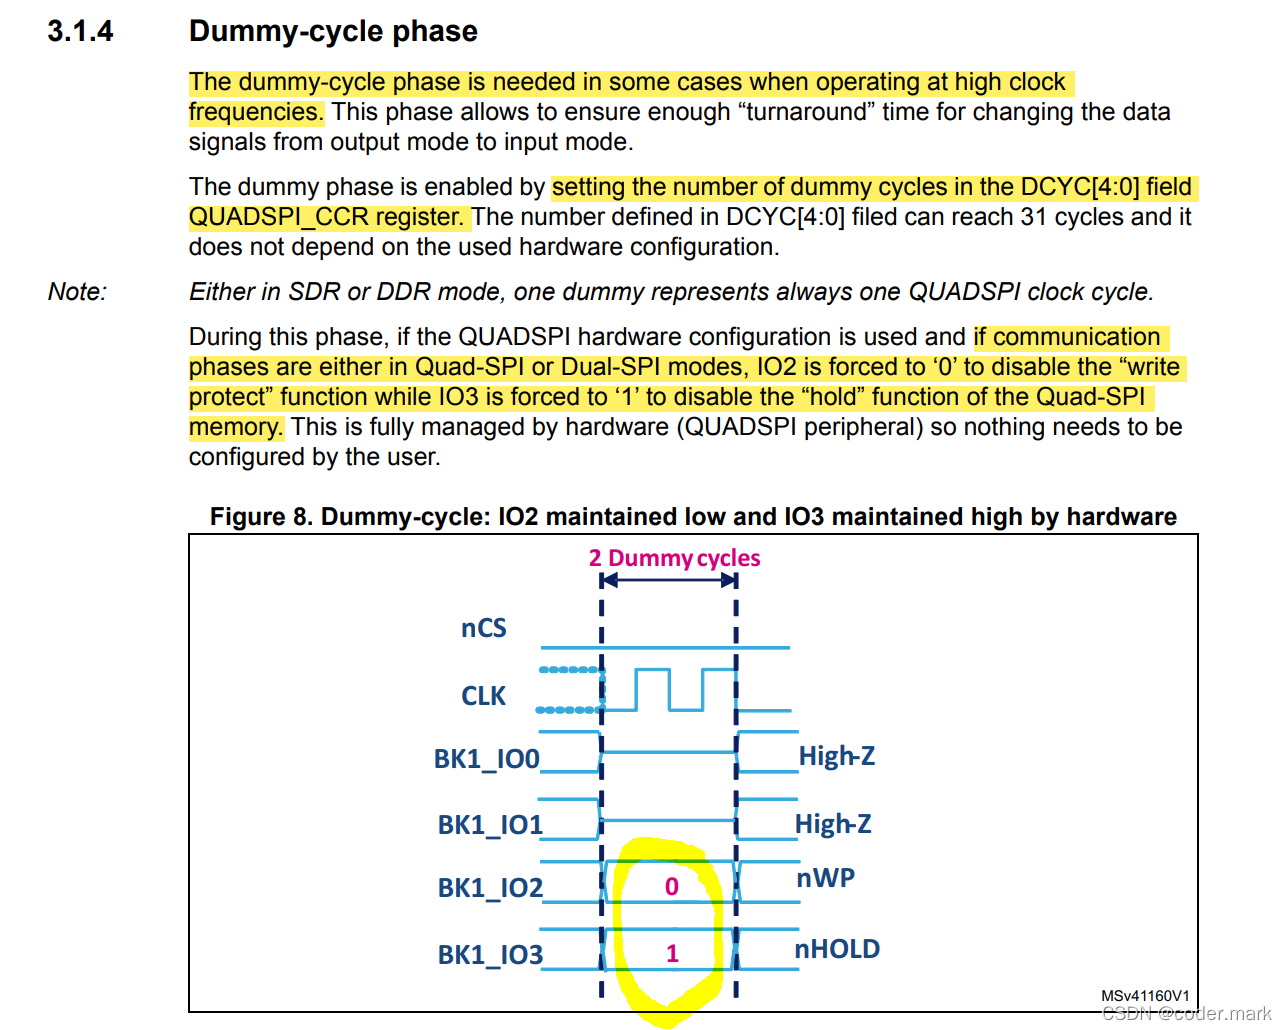 3.1.4 Dummy-cycle phase
The dummy-cycle phase is needed in some cases when operating at high clock
frequencies. This phase allows to ensure enough “turnaround” time for changing the data
signals from output mode to input mode.
The dummy phase is enabled by setting the number of dummy cycles in the DCYC[4:0] field
QUADSPI_CCR register. The number defined in DCYC[4:0] filed can reach 31 cycles and it
does not depend on the used hardware configuration.
Note: Either in SDR or DDR mode, one dummy represents always one QUADSPI clock cycle.
During this phase, if the QUADSPI hardware configuration is used and if communication
phases are either in Quad-SPI or Dual-SPI modes, IO2 is forced to ‘0’ to disable the “write
protect” function while IO3 is forced to ‘1’ to disable the “hold” function of the Quad-SPI
memory. This is fully managed by hardware (QUADSPI peripheral) so nothing needs to be
configured by the user.
Figure 8. Dummy-cycle: IO2 maintained low and IO3 maintained high by hardware
2 Dummy cycles
nCS
CLK
BK1_IO0 High-Z
BK1_IO1 High-Z
BK1_IO2 0 nWP
BK1_IO3 1 nHOLD
MSv41160V1
CSDN @coder.mark